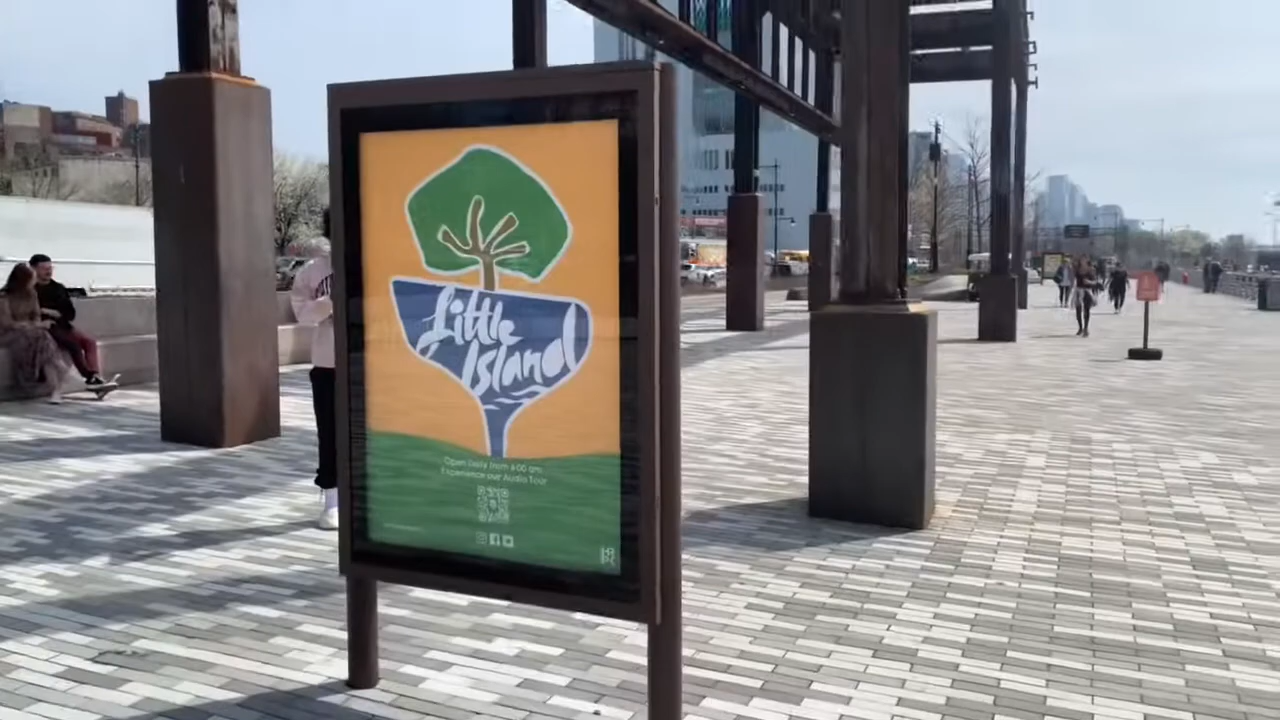 Little
Island
Open Daily from 6:00 am
Experience our Audio Tour